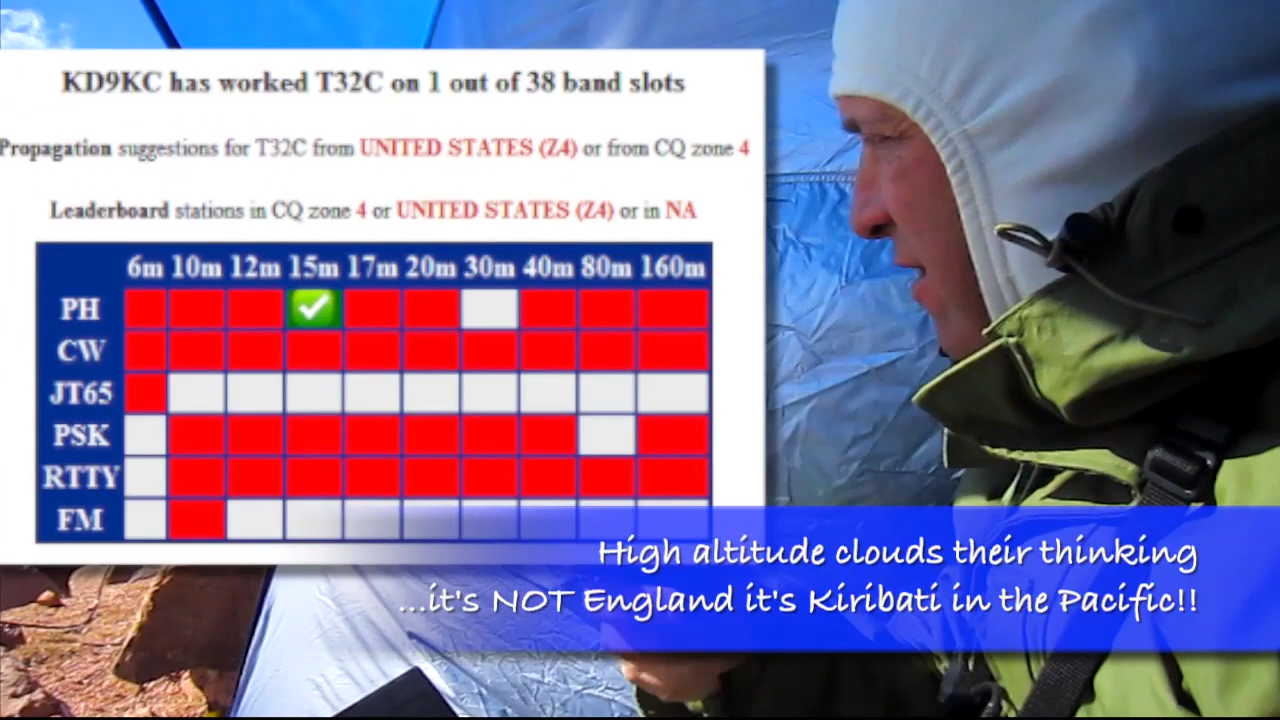 KD9KC has worked T32C on 1 out of 38 band slots
Propagation suggestions for T32C from UNITED STATES (Z4) or from CQ zone 4
Leaderboard stations in CQ zone 4 or UNITED STATES (Z4) or in NA
6m 10m 12m 15m 17m 20m 30m 40m 80m 160m
PH
CW
JT65
PSK
RTTY
FM
High altitude clouds their thinking
...it's NOT England it's Kiribati in the Pacific!!